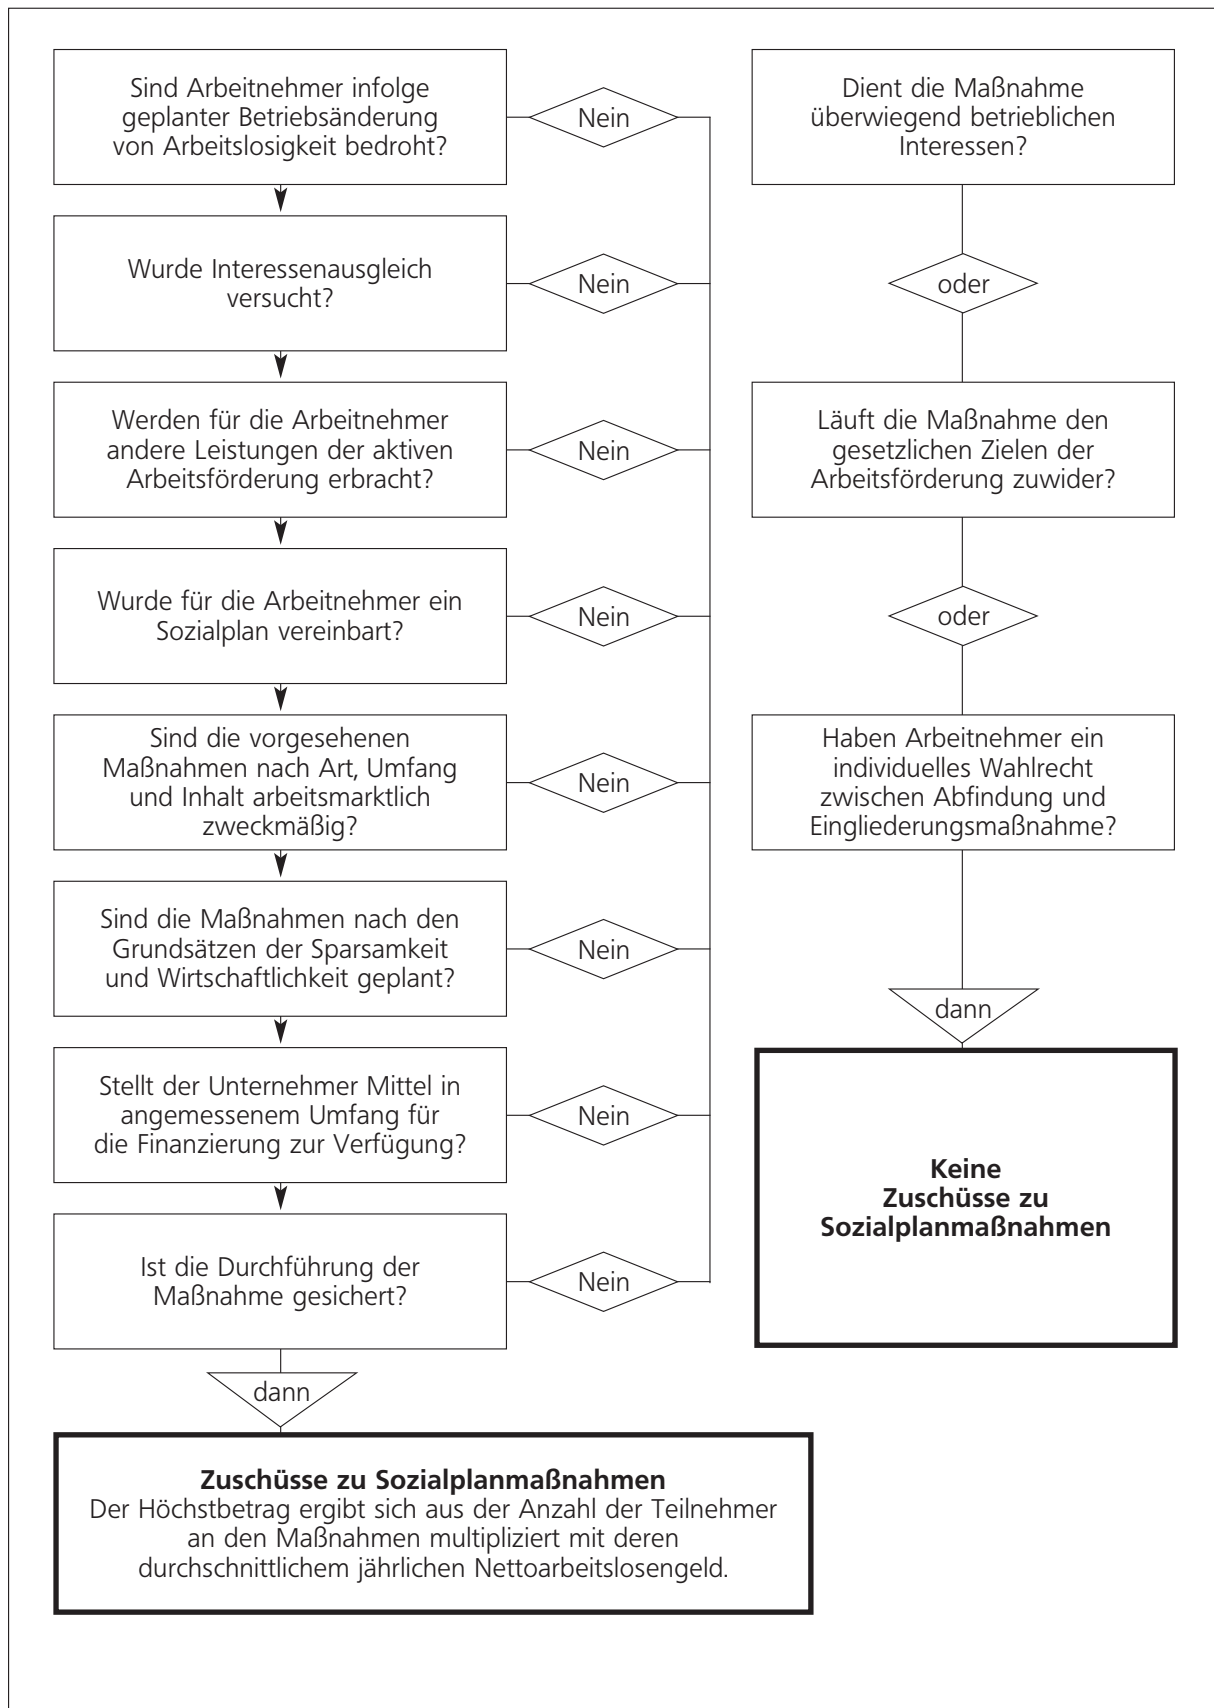 Sind Arbeitnehmer infolge
geplanter Betriebsänderung
von Arbeitslosigkeit bedroht?
Nein
Wurde Interessenausgleich
versucht?
Nein
Werden für die Arbeitnehmer
andere Leistungen der aktiven
Arbeitsförderung erbracht?
Nein
Wurde für die Arbeitnehmer ein
Sozialplan vereinbart?
Nein
Sind die vorgesehenen
Maßnahmen nach Art, Umfang
und Inhalt arbeitsmarktlich
zweckmäßig?
Nein
Sind die Maßnahmen nach den
Grundsätzen der Sparsamkeit
und Wirtschaftlichkeit geplant?
Nein
Stellt der Unternehmer Mittel in
angemessenem Umfang für
die Finanzierung zur Verfügung?
Nein
Ist die Durchführung der
Maßnahme gesichert?
Nein
dann
Zuschüsse zu Sozialplanmaßnahmen
Der Höchstbetrag ergibt sich aus der Anzahl der Teilnehmer
an den Maßnahmen multipliziert mit deren
durchschnittlichem jährlichen Nettoarbeitslosengeld.
Dient die Maßnahme
überwiegend betrieblichen
Interessen?
oder
Läuft die Maßnahme den
gesetzlichen Zielen der
Arbeitsförderung zuwider?
oder
Haben Arbeitnehmer ein
individuelles Wahlrecht
zwischen Abfindung und
Eingliederungsmaßnahme?
dann
Keine
Zuschüsse zu
Sozialplanmaßnahmen